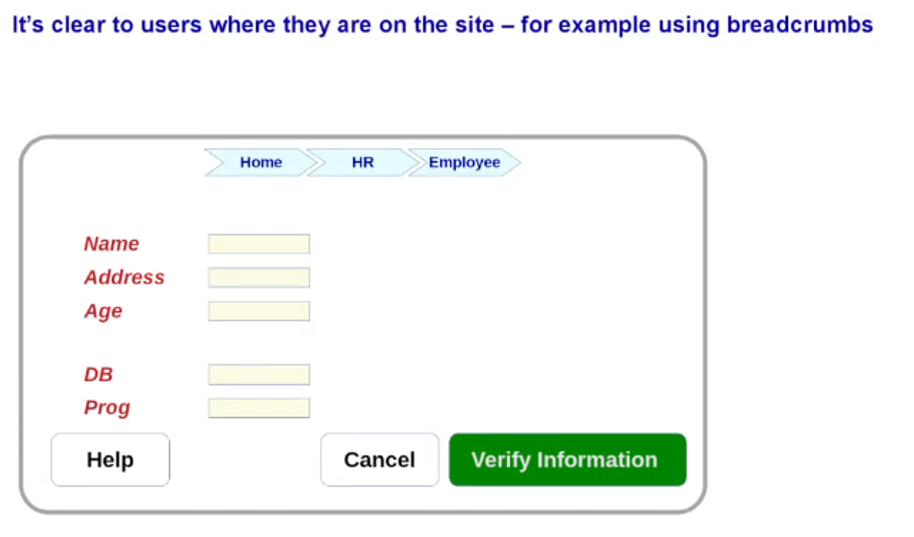 It’s clear to users where they are on the site – for example using breadcrumbs
Home HR Employee
Name
Address
Age
DB
Prog
Help Cancel Verify Information